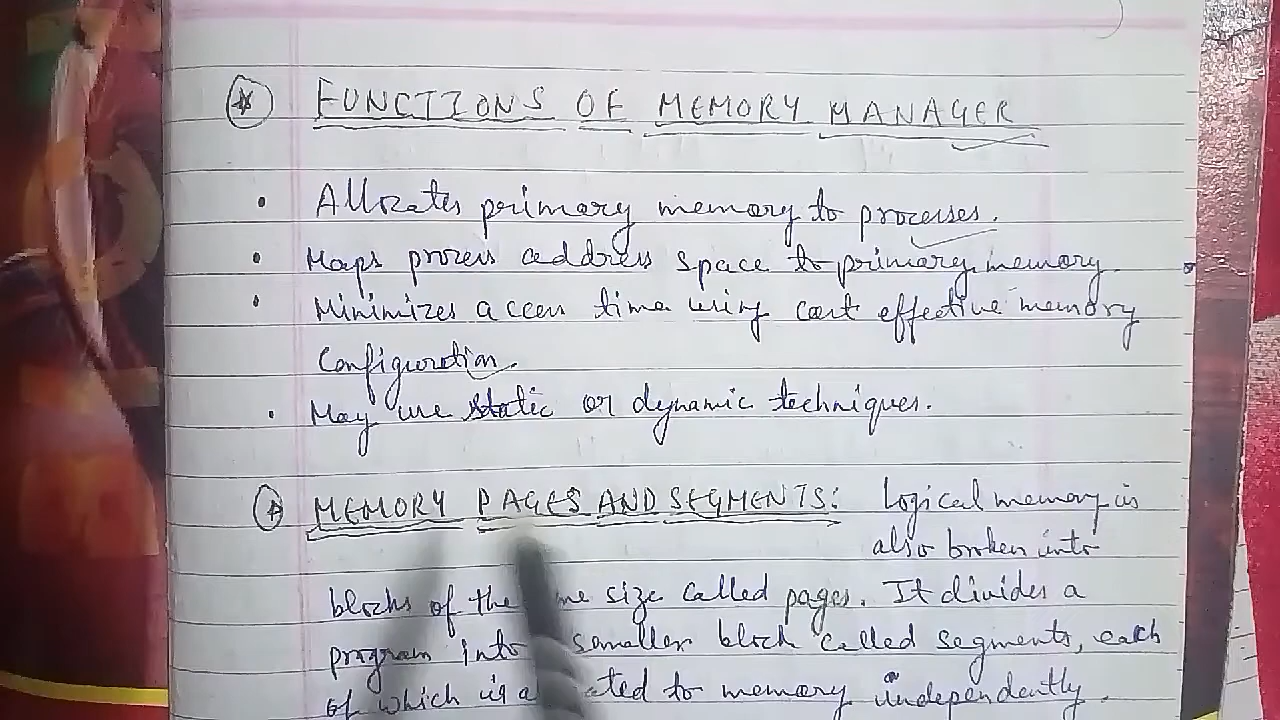 FUNCTIONS OF MEMORY MANAGER
• Allocates primary memory to processes.
• Maps process address space to primary memory.
• Minimizes access time using cost effective memory
Configuration.
• May use static or dynamic techniques.
MEMORY PAGES AND SEGMENTS: Logical memory is
also broken into
blocks of the size called pages. It divides a
program into smaller block called segments, each
of which is to memory independently.